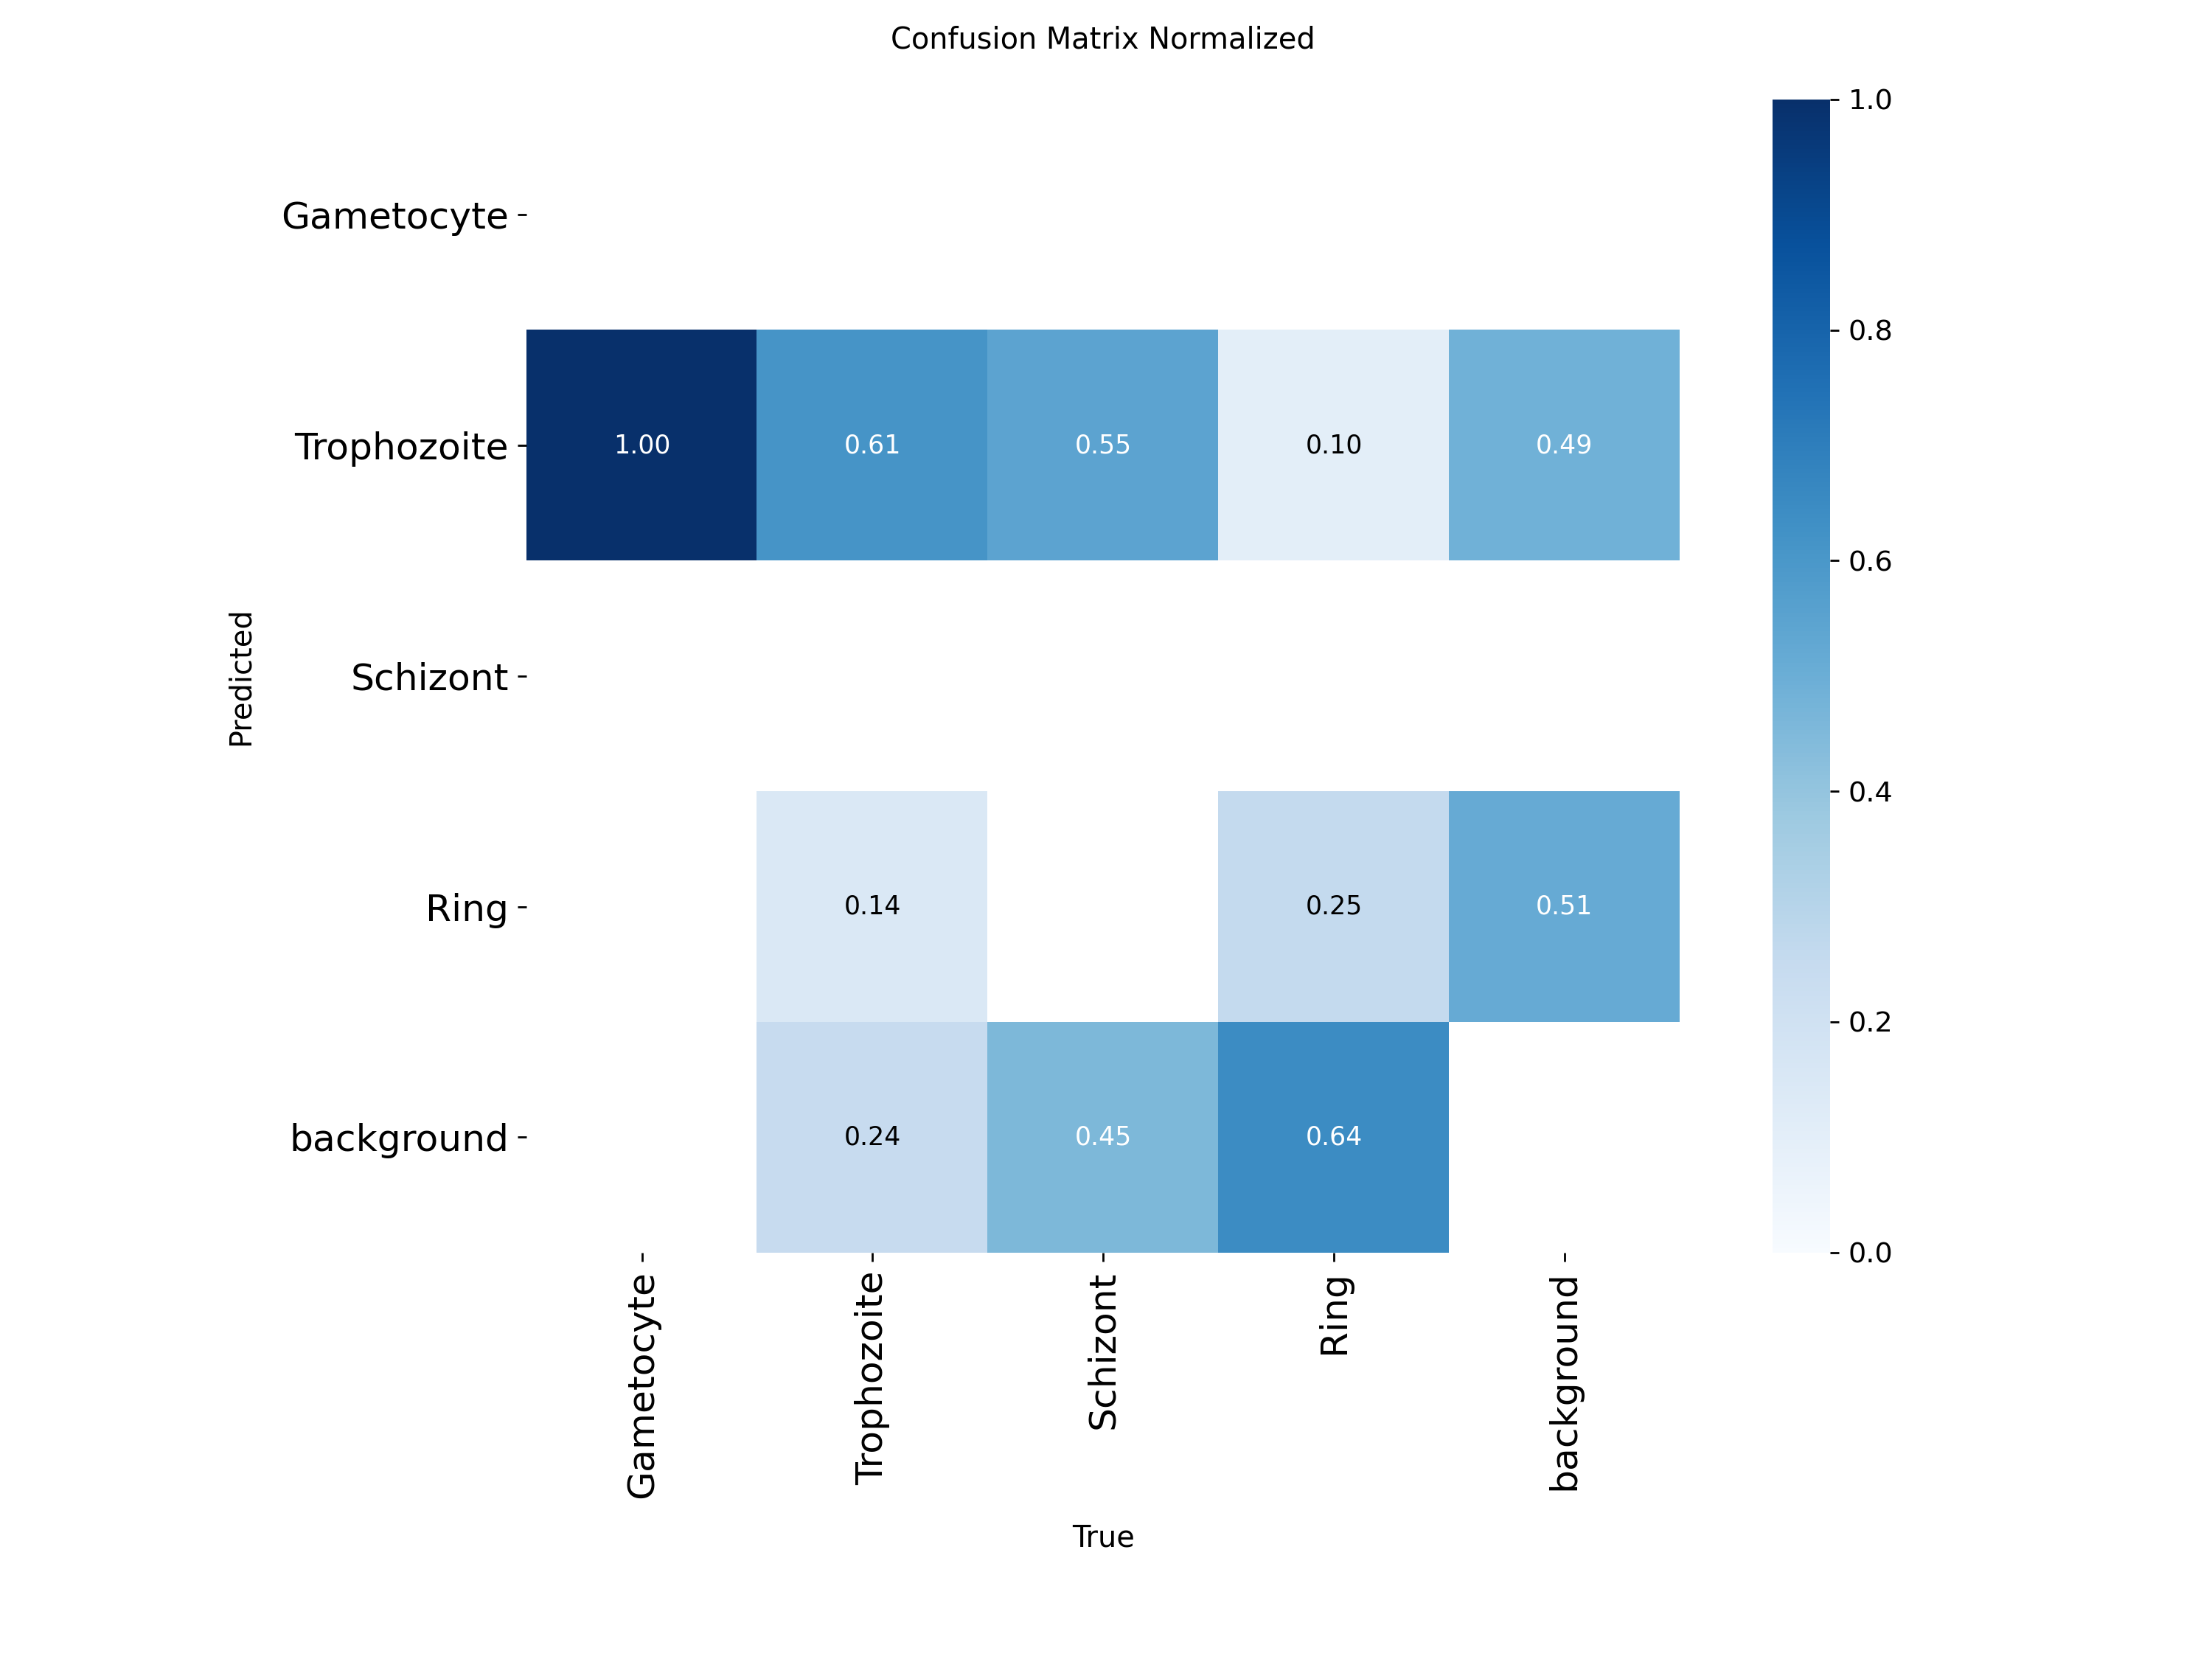 Confusion Matrix Normalized
1.0
Gametocyte
0.8
Trophozoite
1.00 0.61 0.55 0.10 0.49
0.6
Predicted
Schizont
0.4
Ring
0.14 0.25 0.51
0.2
background
0.24 0.45 0.64
0.0
Gametocyte
Trophozoite
Schizont
Ring
background
True